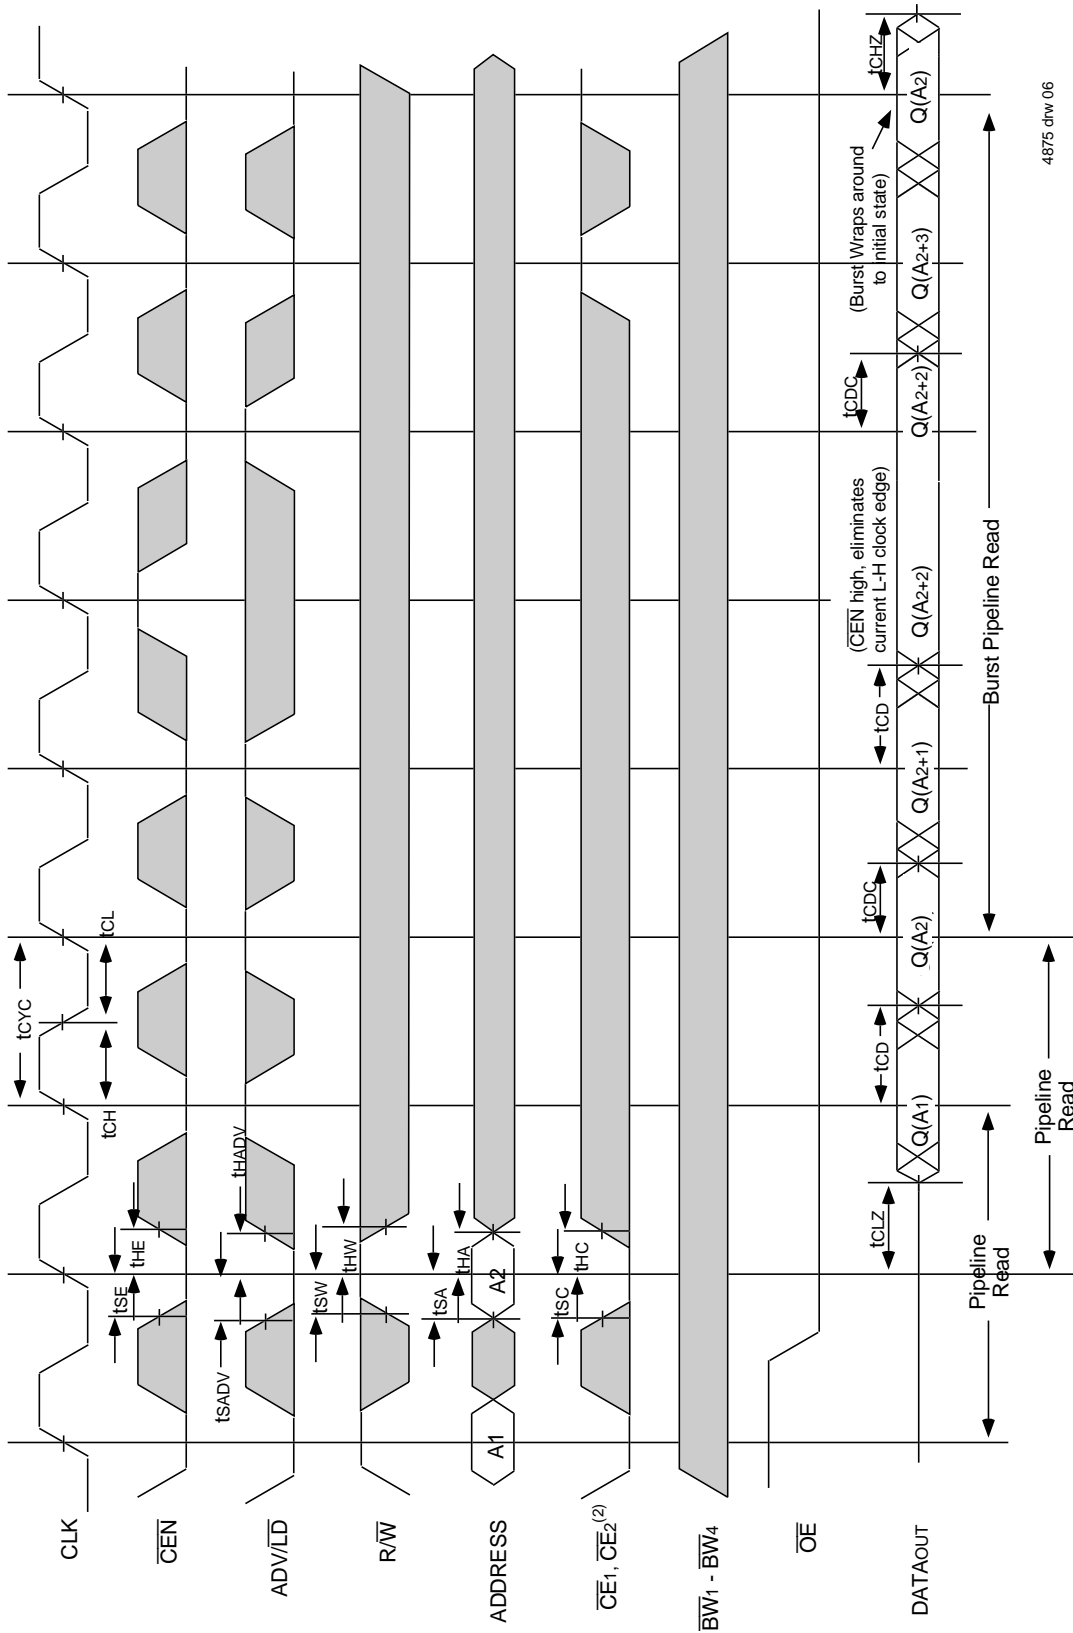 CLK
tCYC
tCH
tCL
CEN
tSE
tHE
ADV/LD
tSADV
tHADV
R/W
tSW
tHW
ADDRESS
A1
A2
tSA
tHA
CE1, CE2(2)
tSC
tHC
BW1 - BW4
OE
(CEN high, eliminates
current L-H clock edge)
(Burst Wraps around
to initial state)
DATAOUT
tCLZ
tCD
tCDC
tCD
tCDC
tCHZ
Q(A1)
Q(A2)
Q(A2+1)
Q(A2+2)
Q(A2+2)
Q(A2+3)
Q(A2)
Pipeline
Read
Pipeline
Read
Burst Pipeline Read
4875 drw 06